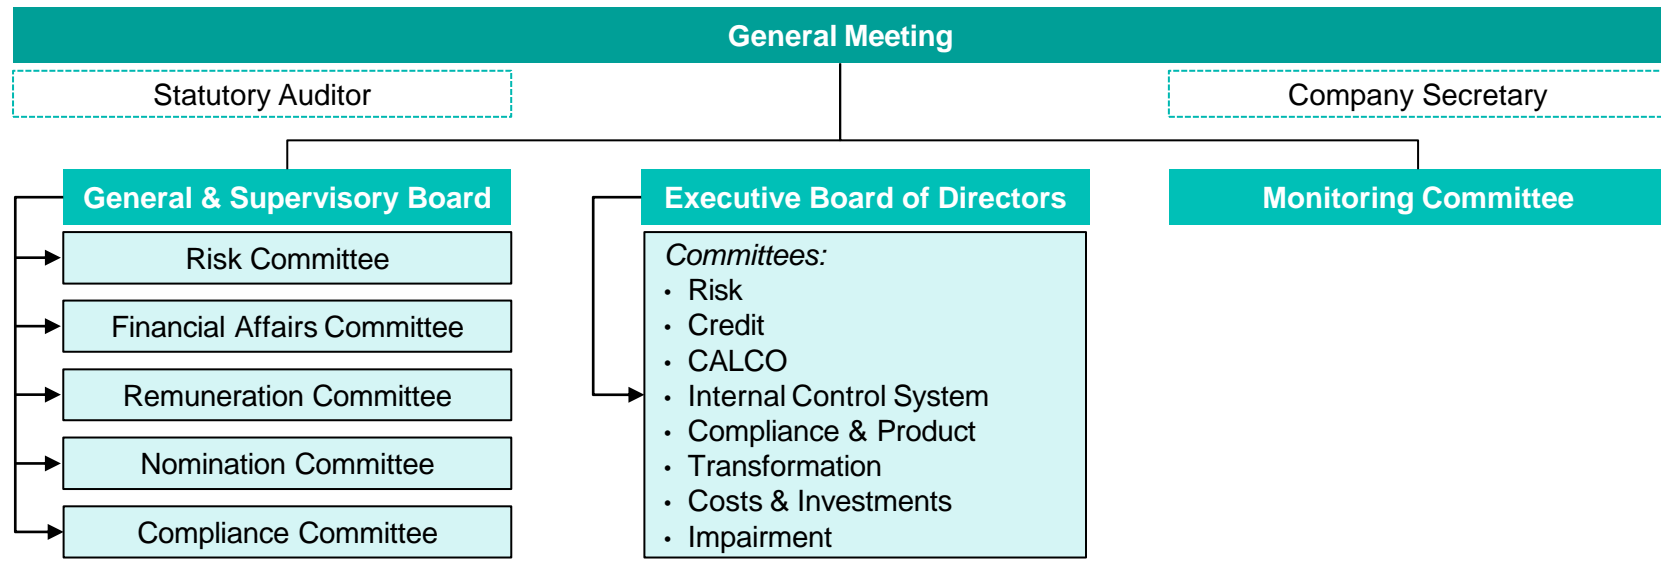 General Meeting
Statutory Auditor
Company Secretary
General & Supervisory Board
Executive Board of Directors
Monitoring Committee
Risk Committee
Financial Affairs Committee
Remuneration Committee
Nomination Committee
Compliance Committee
Committees:
• Risk
• Credit
• CALCO
• Internal Control System
• Compliance & Product
• Transformation
• Costs & Investments
• Impairment